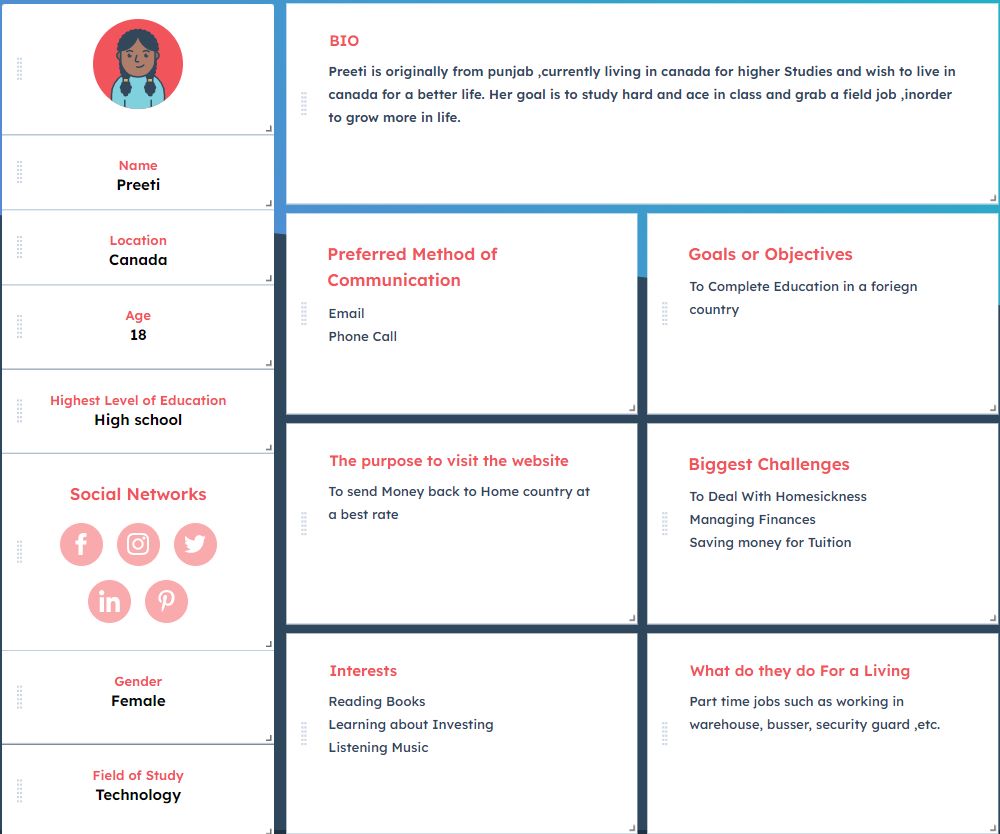 Name
Preeti
Location
Canada
Age
18
Highest Level of Education
High school
Social Networks
f
in
Gender
Female
Field of Study
Technology
BIO
Preeti is originally from punjab ,currently living in canada for higher Studies and wish to live in
canada for a better life. Her goal is to study hard and ace in class and grab a field job ,inorder
to grow more in life.
Preferred Method of
Communication
Email
Phone Call
Goals or Objectives
To Complete Education in a foriegn
country
The purpose to visit the website
To send Money back to Home country at
a best rate
Biggest Challenges
To Deal With Homesickness
Managing Finances
Saving money for Tuition
Interests
Reading Books
Learning about Investing
Listening Music
What do they do For a Living
Part time jobs such as working in
warehouse, busser, security guard ,etc.